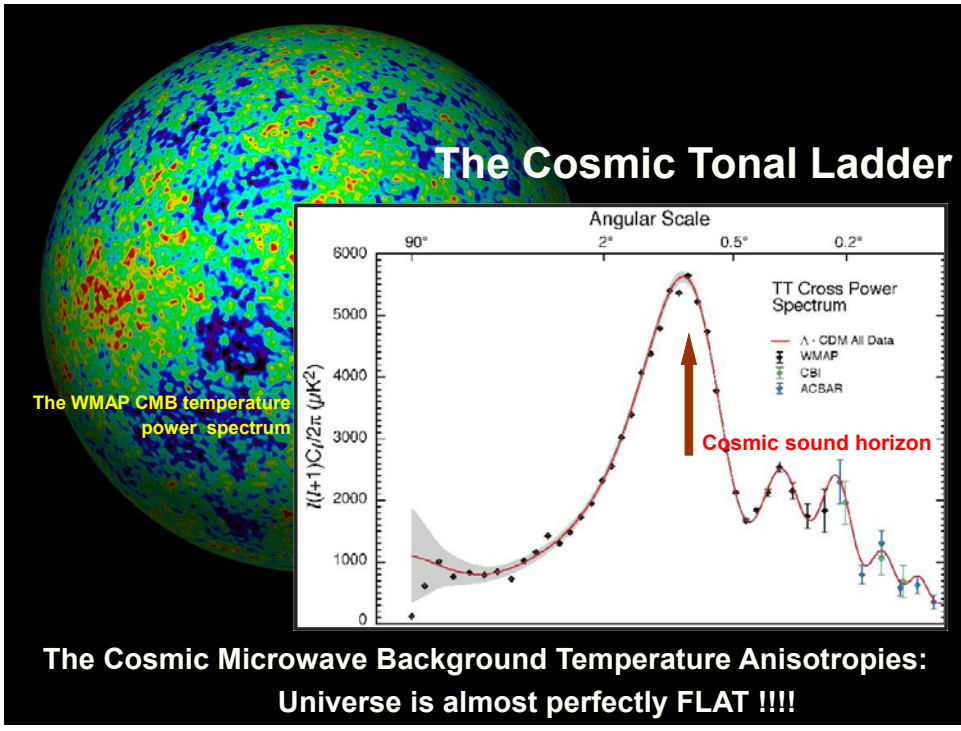 The Cosmic Tonal Ladder
Angular Scale
90° 2° 0.5° 0.2°
6000
5000
4000
3000
2000
1000
0
l(l+1)Cl/2π (μK²)
TT Cross Power
Spectrum
Λ - CDM All Data
WMAP
CBI
ACBAR
The WMAP CMB temperature
power spectrum
Cosmic sound horizon
The Cosmic Microwave Background Temperature Anisotropies:
Universe is almost perfectly FLAT !!!!